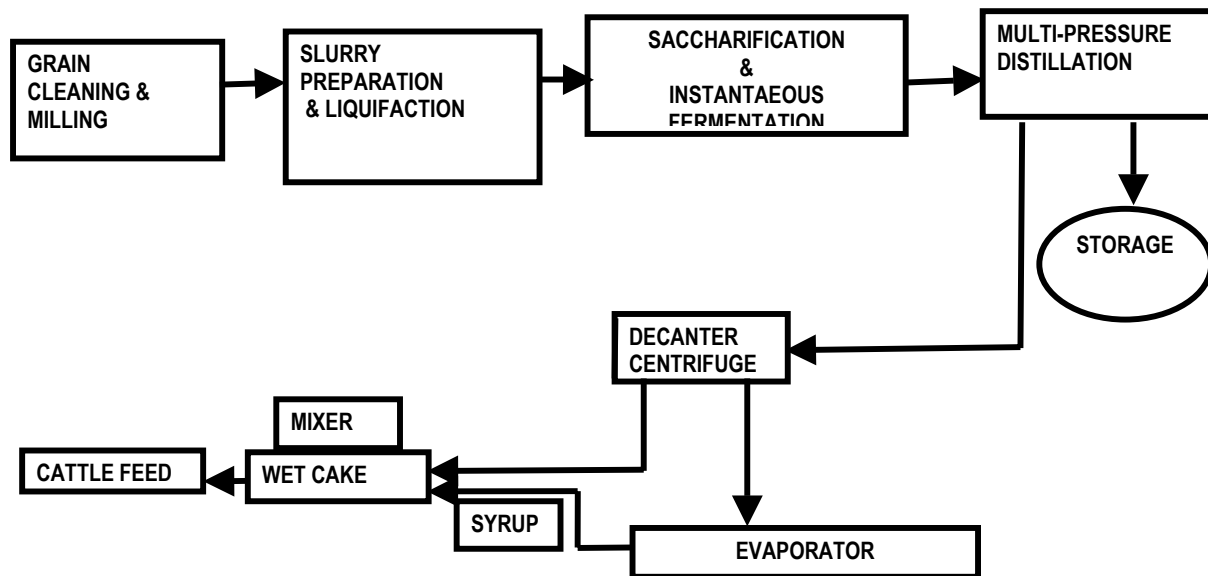 GRAIN
CLEANING &
MILLING
SLURRY
PREPARATION
& LIQUIFACTION
SACCHARIFICATION
&
INSTANTAEOUS
FERMENTATION
MULTI-PRESSURE
DISTILLATION
STORAGE
DECANTER
CENTRIFUGE
MIXER
CATTLE FEED
WET CAKE
SYRUP
EVAPORATOR